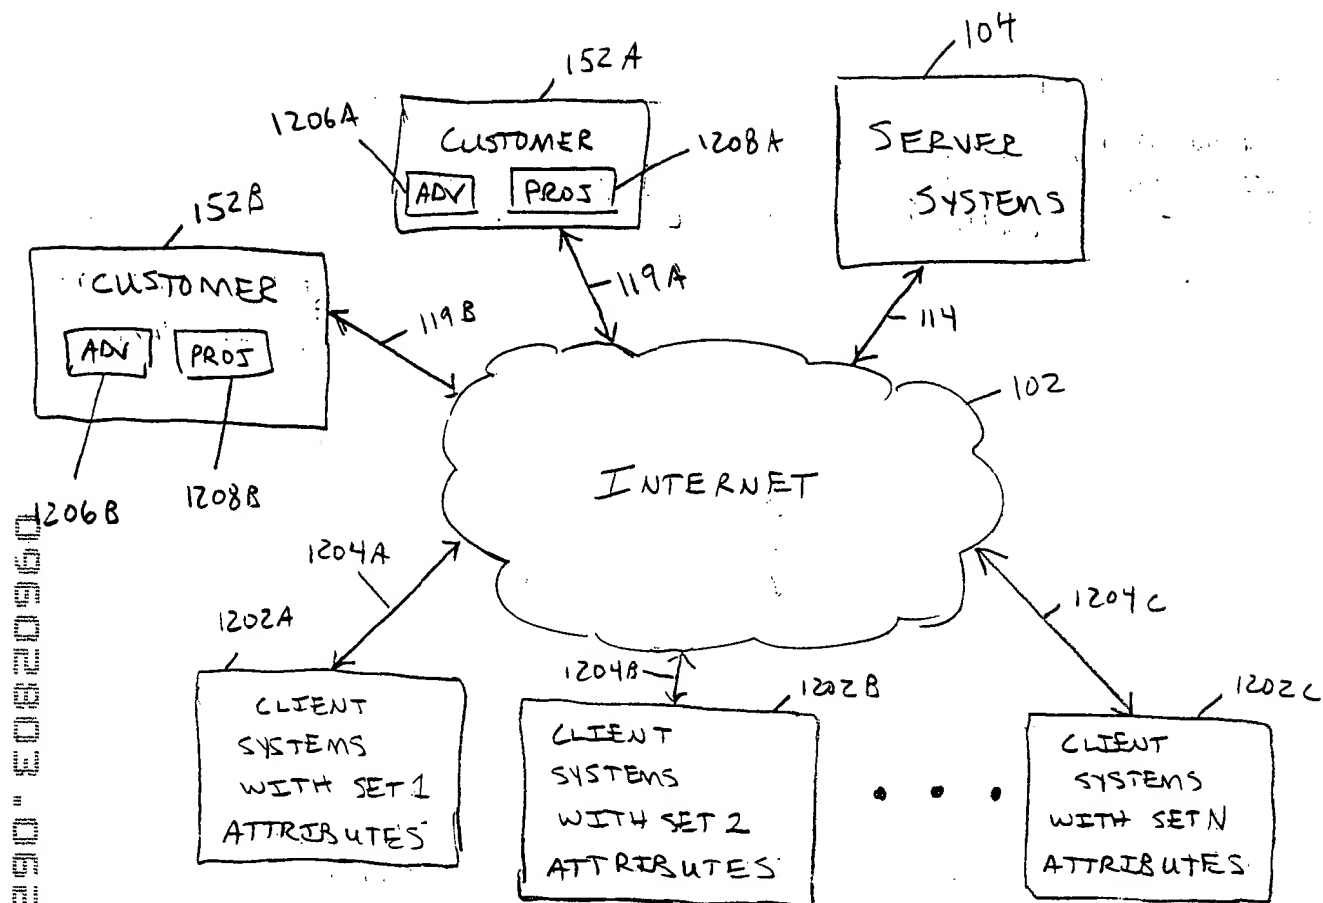 104
152A
1206A
CUSTOMER
1208A
ADV
PROJ
SERVER
SYSTEMS
152B
CUSTOMER
ADV
PROJ
119B
119A
114
102
INTERNET
1206B
1208B
1204A
1204C
1202A
1204B
1202B
1202C
CLIENT
SYSTEMS
WITH SET 1
ATTRIBUTES
CLIENT
SYSTEMS
WITH SET 2
ATTRIBUTES
• • •
CLIENT
SYSTEMS
WITH SET N
ATTRIBUTES
09602803.062